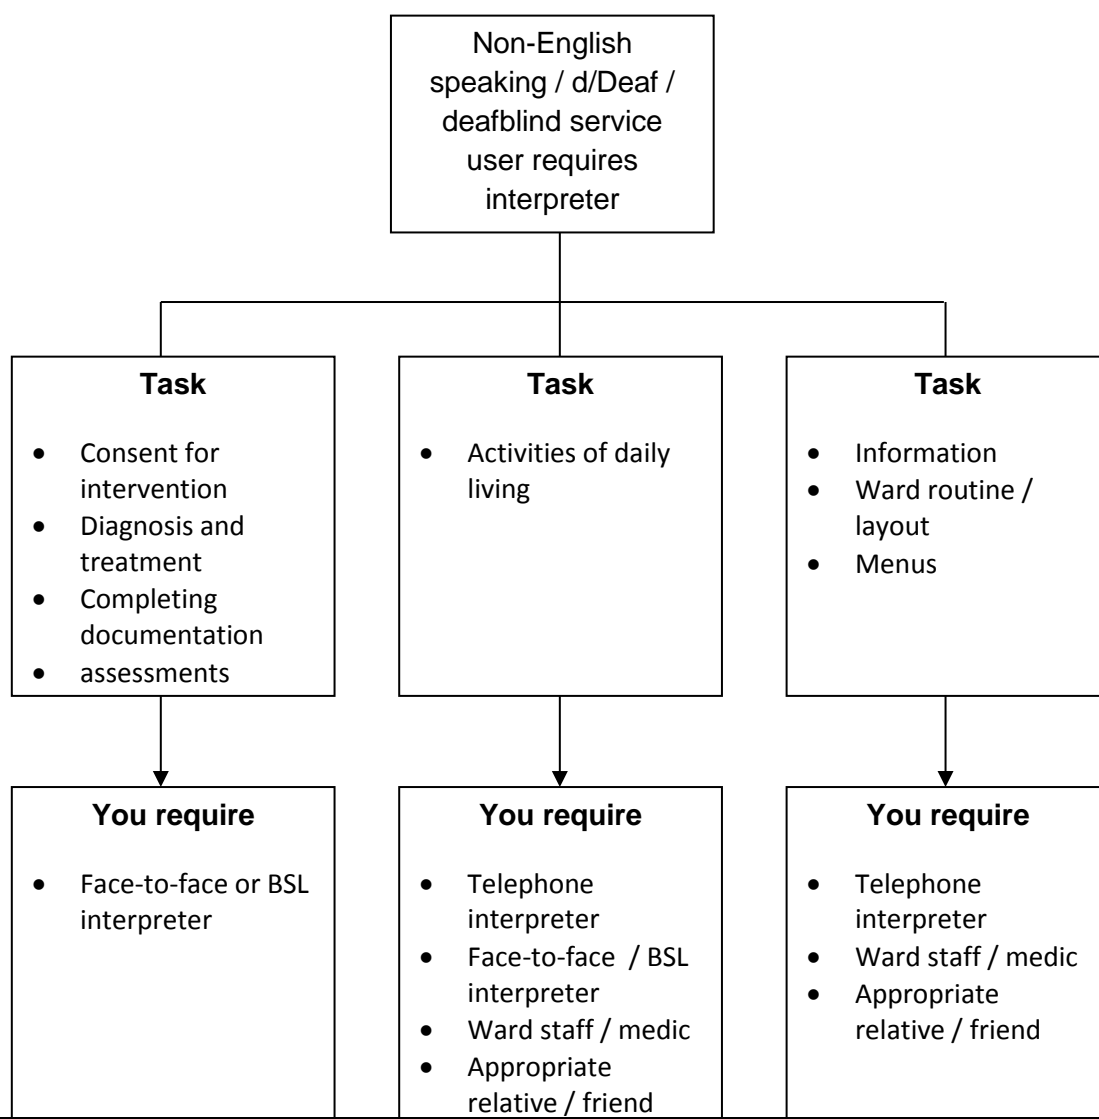 Non-English
speaking / d/Deaf /
deafblind service
user requires
interpreter
Task
• Consent for
intervention
• Diagnosis and
treatment
• Completing
documentation
• assessments
Task
• Activities of daily
living
Task
• Information
• Ward routine /
layout
• Menus
You require
• Face-to-face or BSL
interpreter
You require
• Telephone
interpreter
• Face-to-face / BSL
interpreter
• Ward staff / medic
• Appropriate
relative / friend
You require
• Telephone
interpreter
• Ward staff / medic
• Appropriate
relative / friend